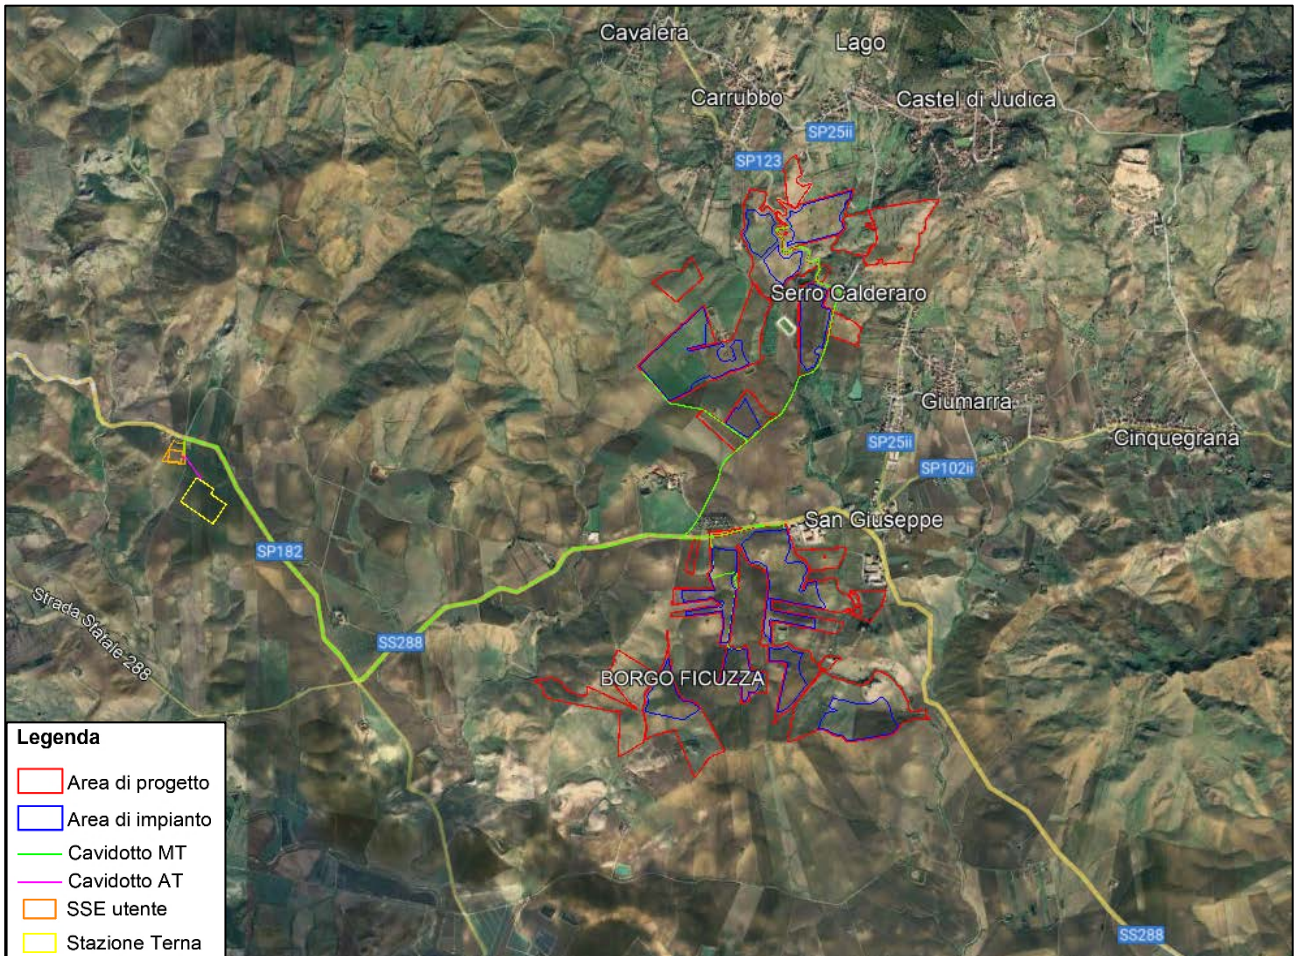 Cavalera
Lago
Carrubbo
Castel di Judica
SP25ii
SP123
Serro Calderaro
Giumarra
Cinquegrana
SP25ii
SP102ii
San Giuseppe
SP182
Strada Statale 288
SS288
BORGO FICUZZA
SS288
Legenda
Area di progetto
Area di impianto
Cavidotto MT
Cavidotto AT
SSE utente
Stazione Terna